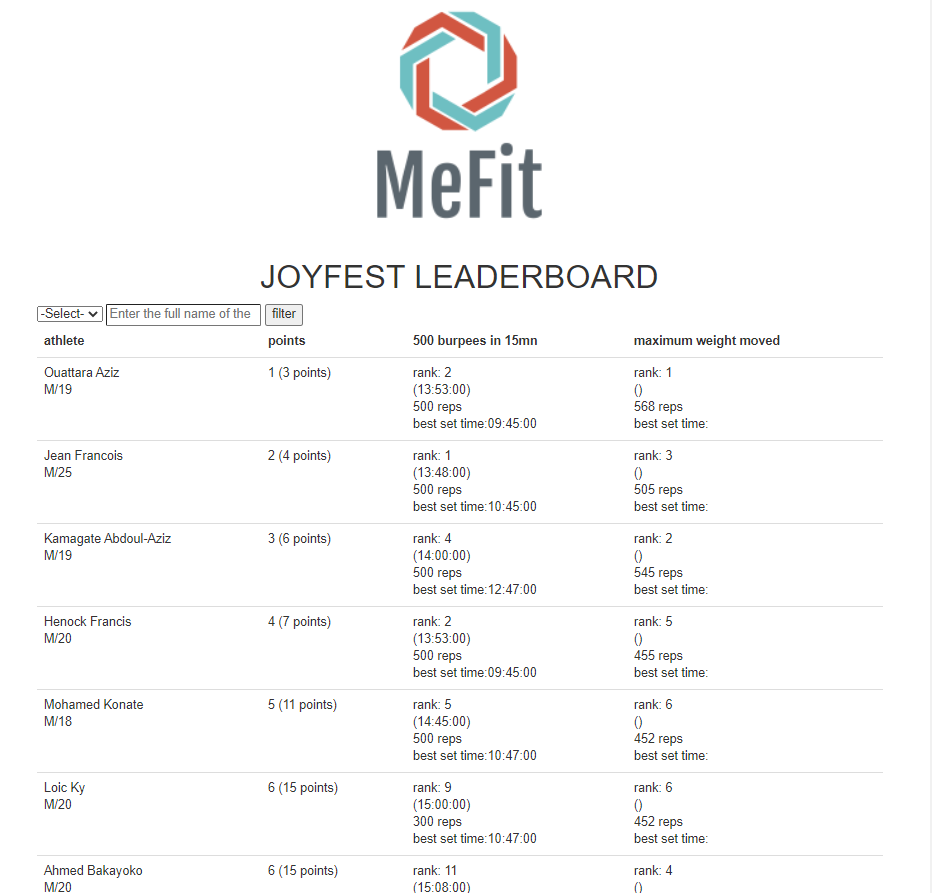 MeFit
JOYFEST LEADERBOARD
-Select- Enter the full name of the filter
athlete points 500 burpees in 15mn maximum weight moved
Ouattara Aziz 1 (3 points) rank: 2 rank: 1
M/19 (13:53:00) ()
500 reps 568 reps
best set time:09:45:00 best set time:
Jean Francois 2 (4 points) rank: 1 rank: 3
M/25 (13:48:00) ()
500 reps 505 reps
best set time:10:45:00 best set time:
Kamagate Abdoul-Aziz 3 (6 points) rank: 4 rank: 2
M/19 (14:00:00) ()
500 reps 545 reps
best set time:12:47:00 best set time:
Henock Francis 4 (7 points) rank: 2 rank: 5
M/20 (13:53:00) ()
500 reps 455 reps
best set time:09:45:00 best set time:
Mohamed Konate 5 (11 points) rank: 5 rank: 6
M/18 (14:45:00) ()
500 reps 452 reps
best set time:10:47:00 best set time:
Loic Ky 6 (15 points) rank: 9 rank: 6
M/20 (15:00:00) ()
300 reps 452 reps
best set time:10:47:00 best set time:
Ahmed Bakayoko 6 (15 points) rank: 11 rank: 4
M/20 (15:08:00) ()